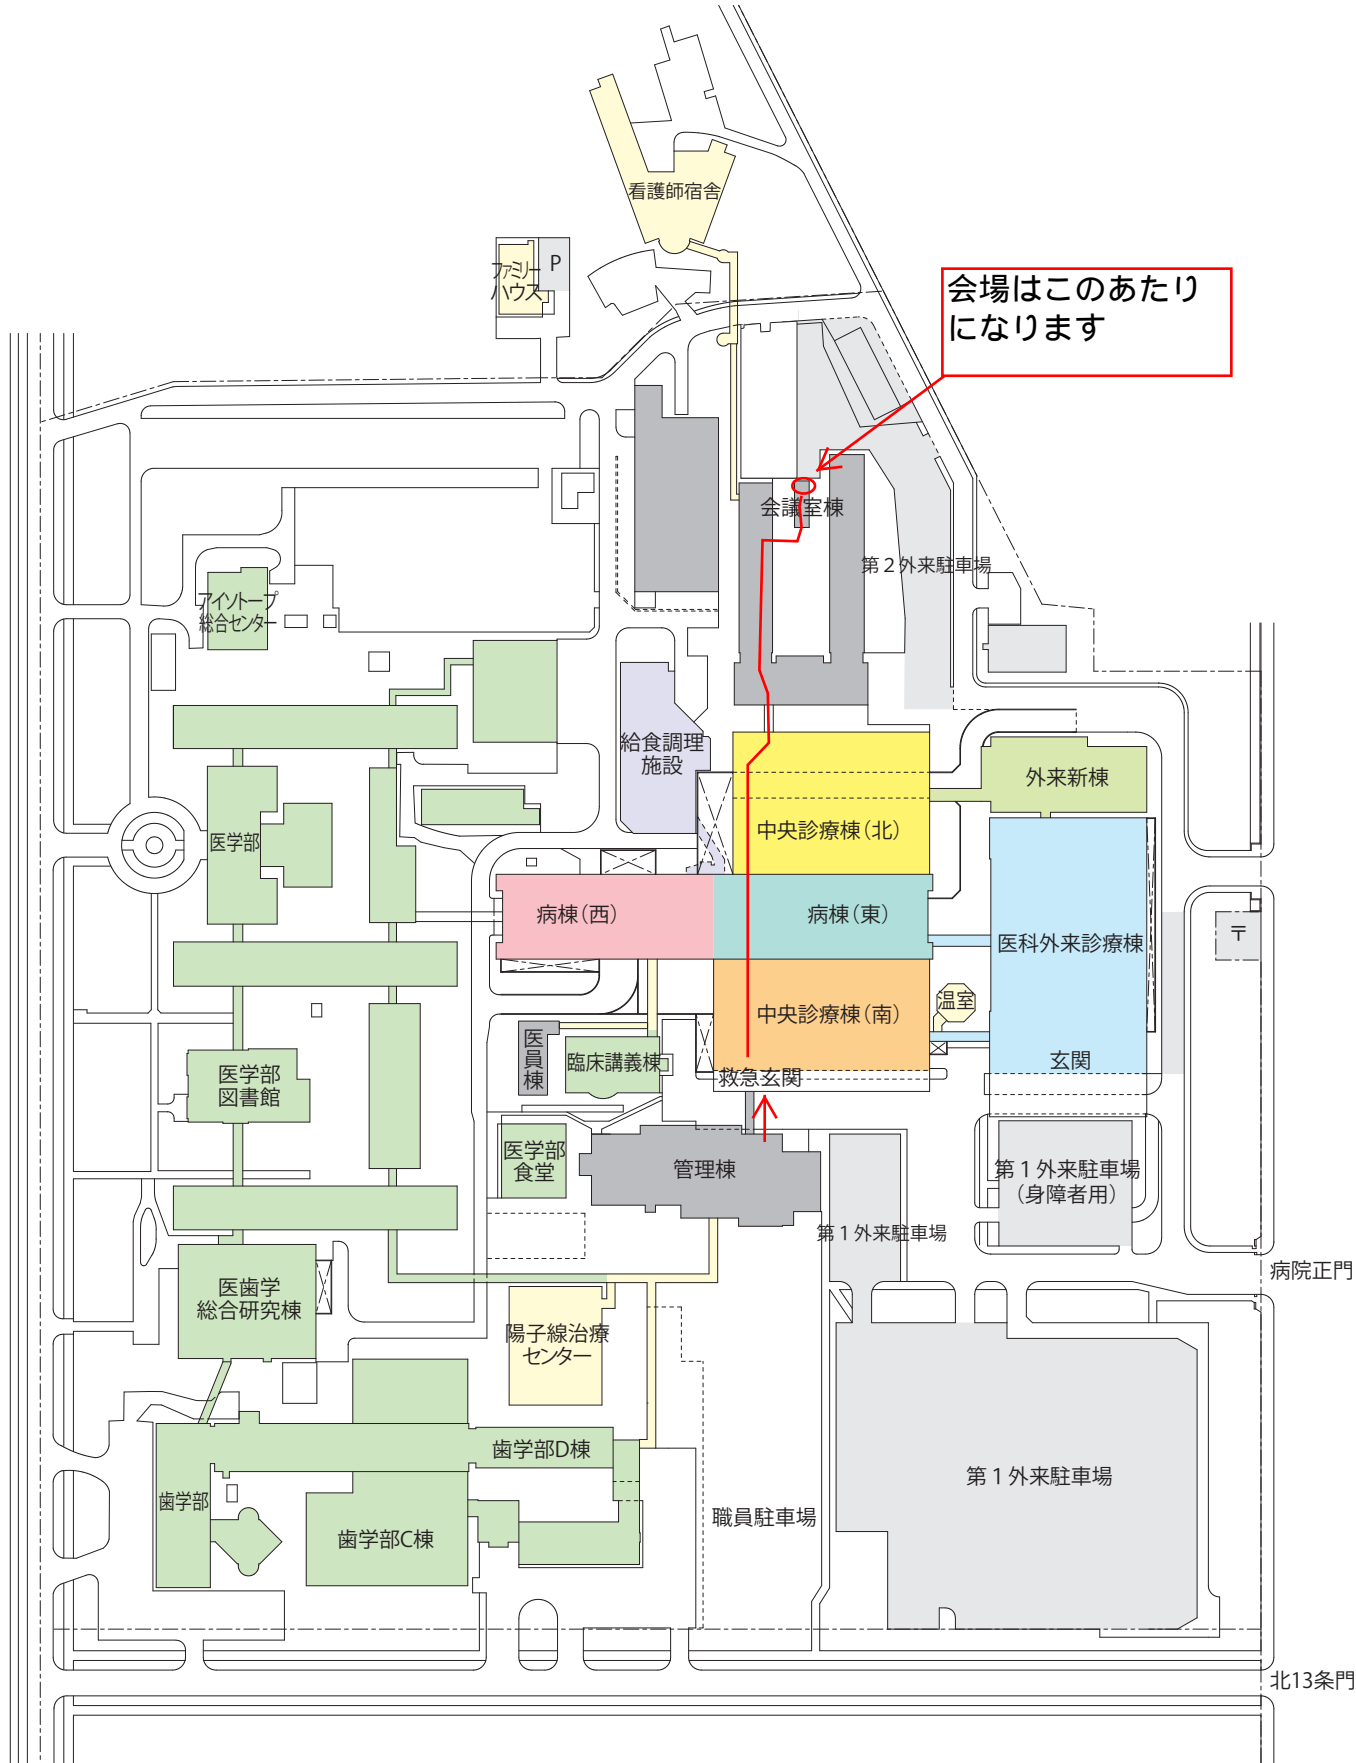 看護師宿舎
ファミリー
ハウス
P
会場はこのあたり
になります
会議室棟
第2外来駐車場
アイソトープ
総合センター
給食調理
施設
外来新棟
中央診療棟(北)
医学部
病棟(西)
病棟(東)
医科外来診療棟
〒
温室
中央診療棟(南)
医員棟
臨床講義棟
救急玄関
玄関
医学部
図書館
医学部
食堂
管理棟
第1外来駐車場
(身障者用)
第1外来駐車場
病院正門
医歯学
総合研究棟
陽子線治療
センター
歯学部D棟
第1外来駐車場
歯学部
職員駐車場
歯学部C棟
北13条門